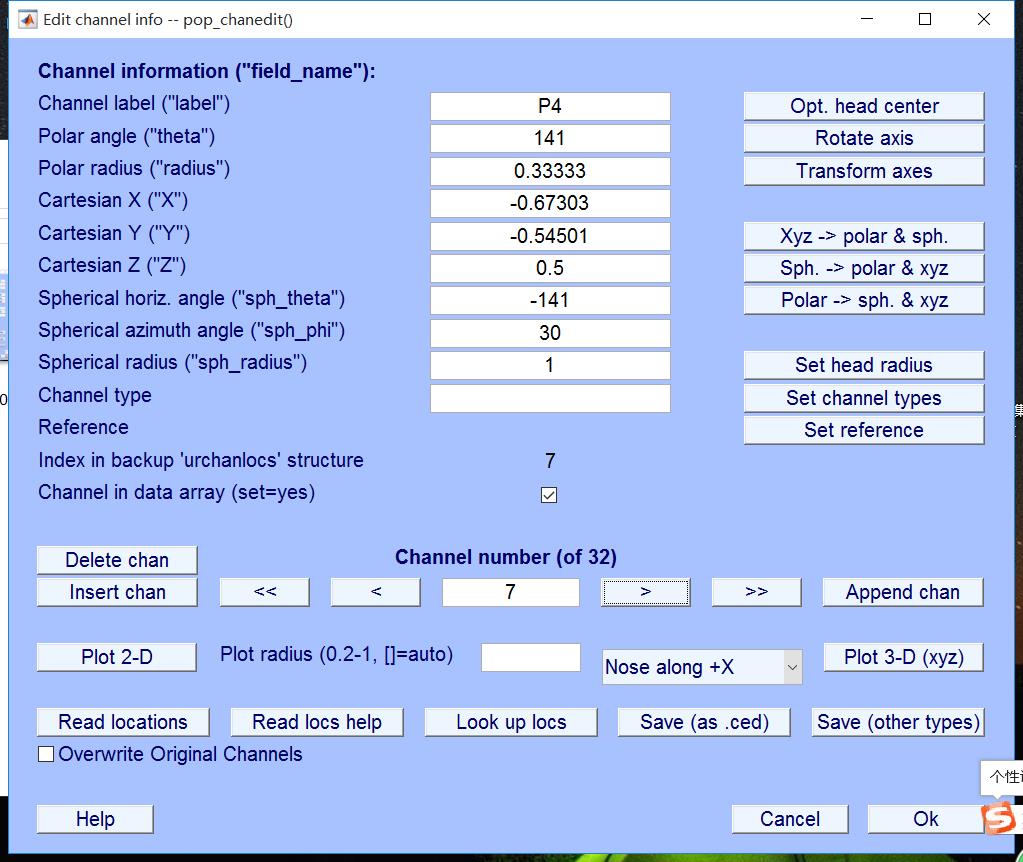 Edit channel info -- pop_chanedit()
Channel information ("field_name"):
Channel label ("label") P4 Opt. head center
Polar angle ("theta") 141 Rotate axis
Polar radius ("radius") 0.33333 Transform axes
Cartesian X ("X") -0.67303
Cartesian Y ("Y") -0.54501 Xyz -> polar & sph.
Cartesian Z ("Z") 0.5 Sph. -> polar & xyz
Spherical horiz. angle ("sph_theta") -141 Polar -> sph. & xyz
Spherical azimuth angle ("sph_phi") 30
Spherical radius ("sph_radius") 1 Set head radius
Channel type Set channel types
Reference Set reference
Index in backup 'urchanlocs' structure 7
Channel in data array (set=yes)
Delete chan Channel number (of 32)
Insert chan << < 7 > >> Append chan
Plot 2-D Plot radius (0.2-1, []=auto) Nose along +X Plot 3-D (xyz)
Read locations Read locs help Look up locs Save (as .ced) Save (other types)
Overwrite Original Channels
个性
Help Cancel Ok